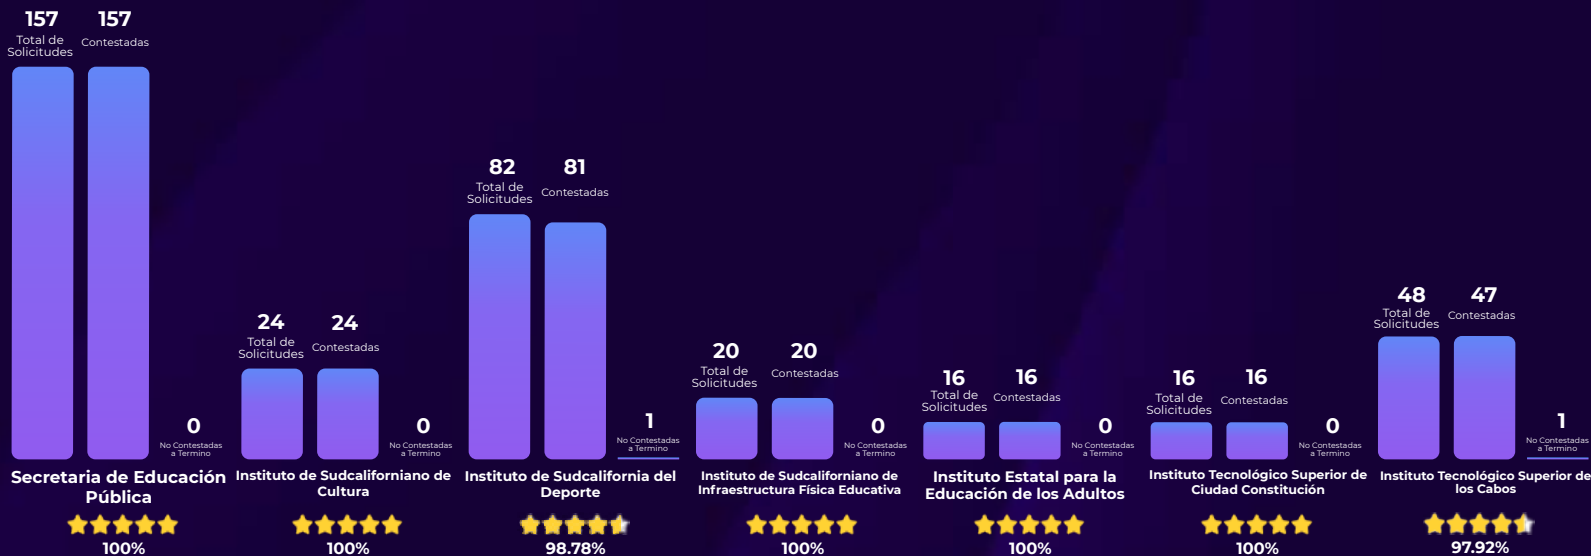 157
Total de
Solicitudes
157
Contestadas
0
No Contestadas
a Termino
Secretaria de Educación
Pública
100%
24
Total de
Solicitudes
24
Contestadas
0
No Contestadas
a Termino
Instituto de Sudcaliforniano de
Cultura
100%
82
Total de
Solicitudes
81
Contestadas
1
No Contestadas
a Termino
Instituto de Sudcalifornia del
Deporte
98.78%
20
Total de
Solicitudes
20
Contestadas
0
No Contestadas
a Termino
Instituto de Sudcaliforniano de
Infraestructura Física Educativa
100%
16
Total de
Solicitudes
16
Contestadas
0
No Contestadas
a Termino
Instituto Estatal para la
Educación de los Adultos
100%
16
Total de
Solicitudes
16
Contestadas
0
No Contestadas
a Termino
Instituto Tecnológico Superior de
Ciudad Constitución
100%
48
Total de
Solicitudes
47
Contestadas
1
No Contestadas
a Termino
Instituto Tecnológico Superior de
los Cabos
97.92%